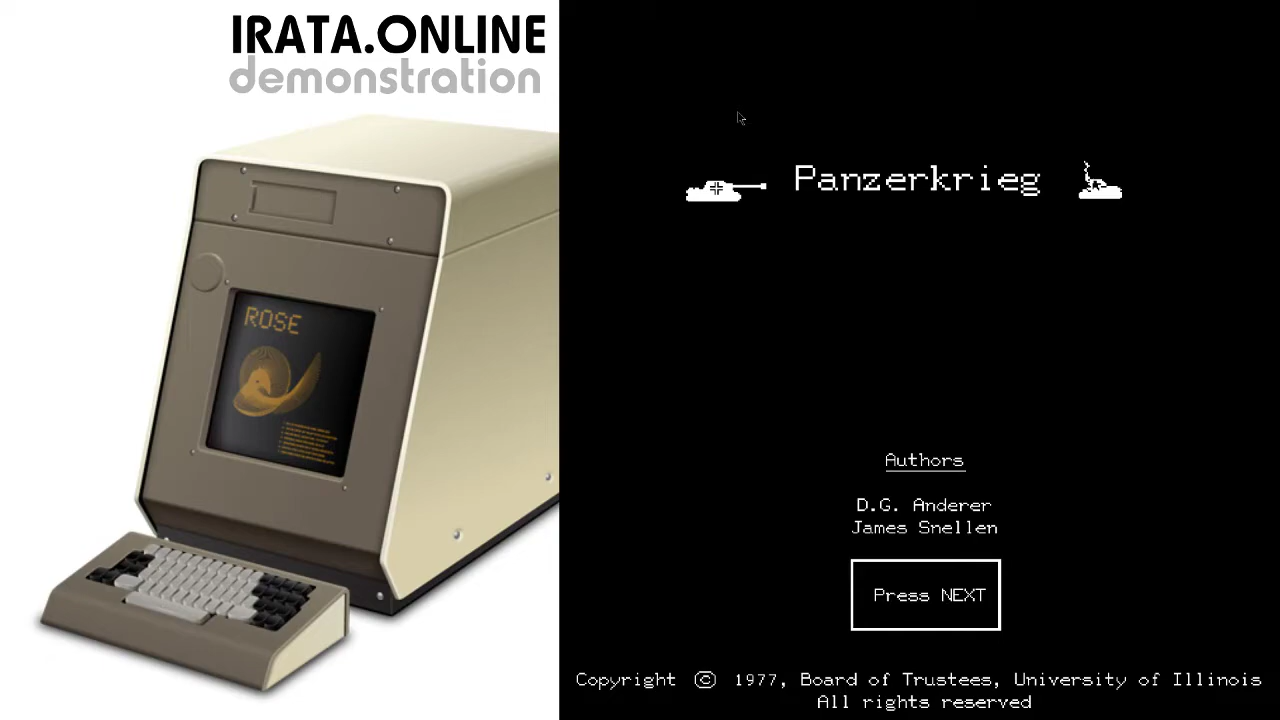 IRATA.ONLINE
demonstration
ROSE
Panzerkrieg
Authors
D.G. Anderer
James Snellen
Press NEXT
Copyright © 1977, Board of Trustees, University of Illinois
All rights reserved